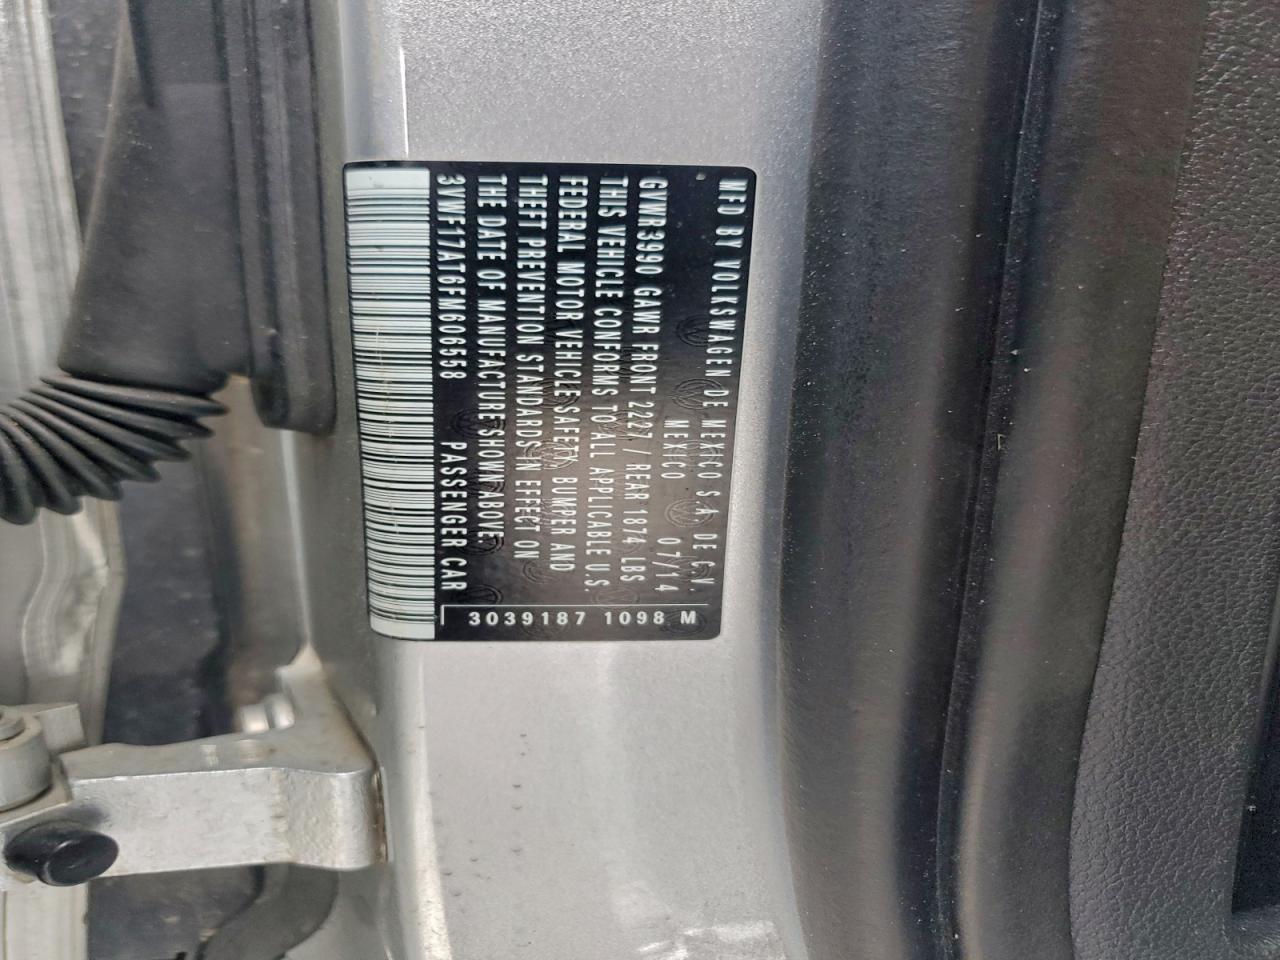 MFD BY VOLKSWAGEN DE MEXICO S.A. DE C.V.
MEXICO 07/14
GVWR3990 GAWR FRONT 2227 / REAR 1874 LBS
THIS VEHICLE CONFORMS TO ALL APPLICABLE U.S.
FEDERAL MOTOR VEHICLE SAFETY, BUMPER AND
THEFT PREVENTION STANDARDS IN EFFECT ON
THE DATE OF MANUFACTURE SHOWN ABOVE
3VWF17AT6FM606558 PASSENGER CAR
3039187 1098 M